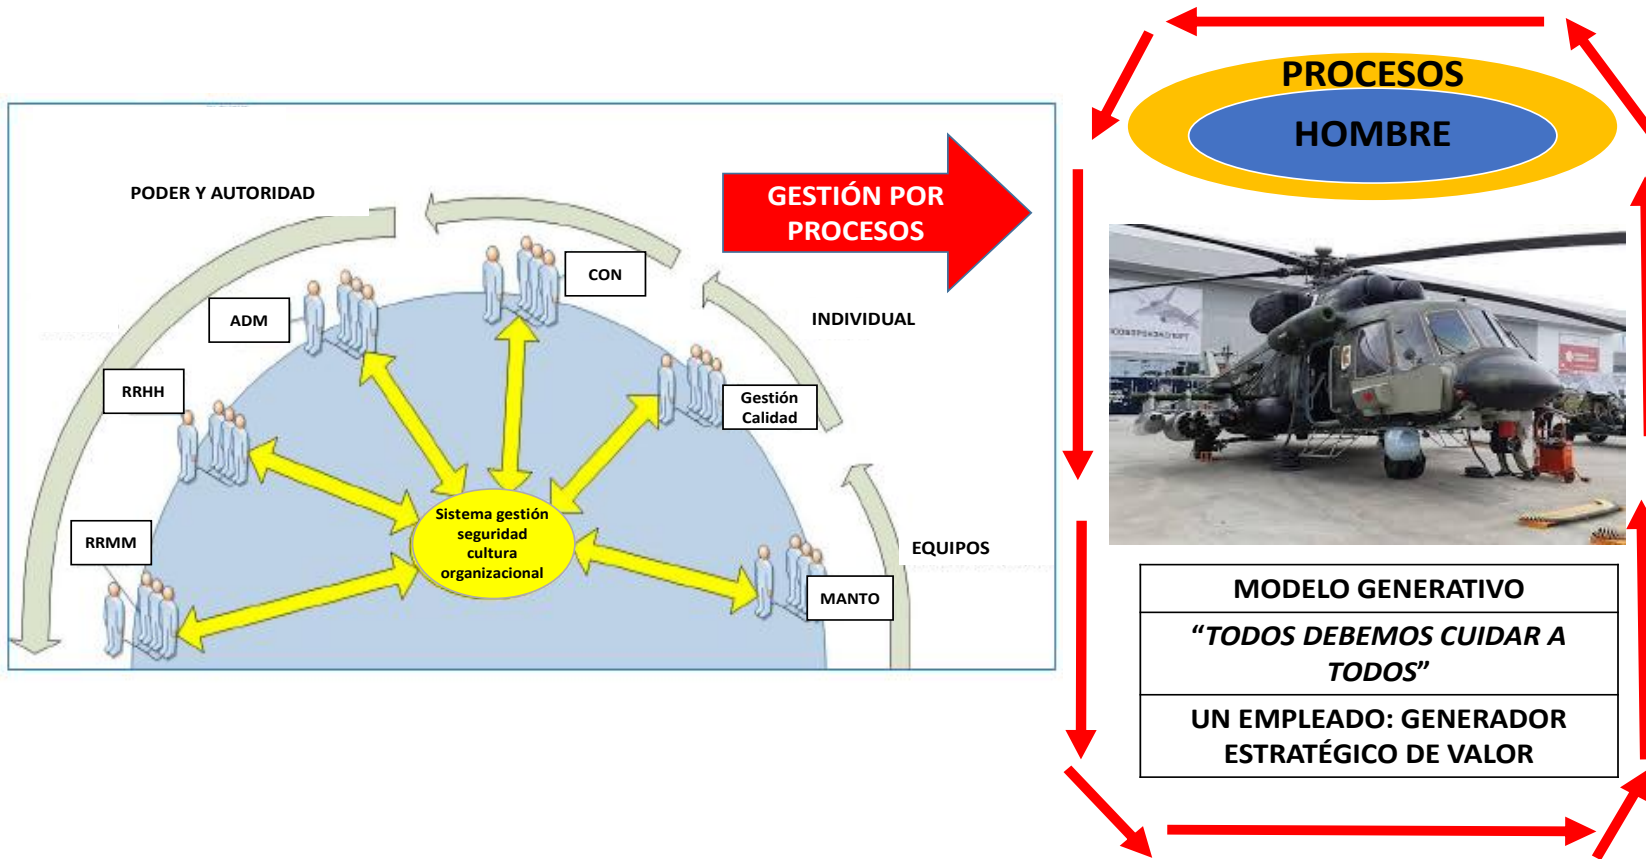 PODER Y AUTORIDAD
CON
ADM
INDIVIDUAL
RRHH
Gestión
Calidad
RRMM
EQUIPOS
MANTO
Sistema gestión
seguridad
cultura
organizacional
GESTIÓN POR
PROCESOS
PROCESOS
HOMBRE
MODELO GENERATIVO
“TODOS DEBEMOS CUIDAR A
TODOS”
UN EMPLEADO: GENERADOR
ESTRATÉGICO DE VALOR